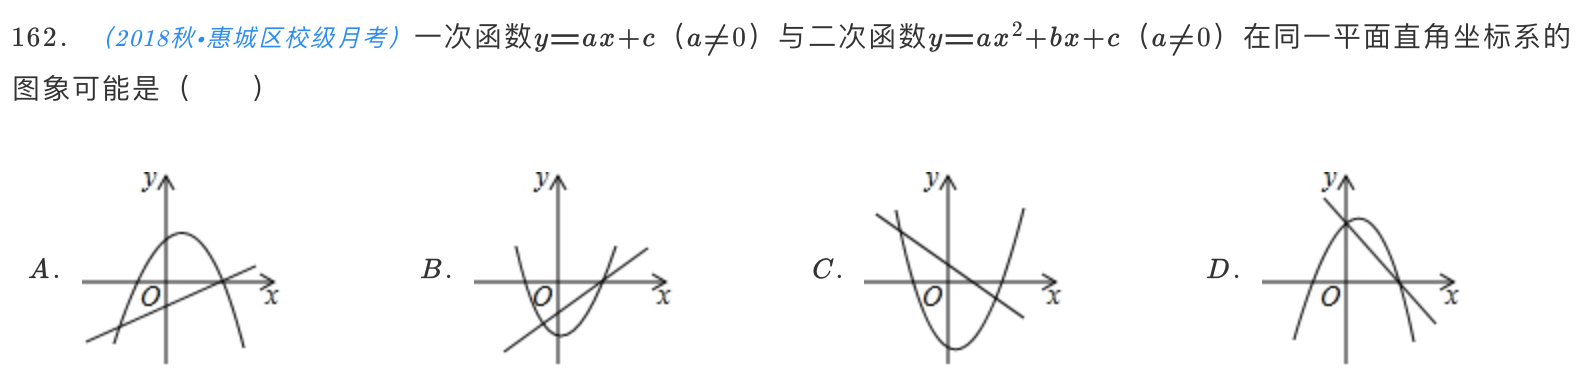 162. （2018秋•惠城区校级月考）一次函数y=ax+c（a≠0）与二次函数y=ax²+bx+c（a≠0）在同一平面直角坐标系的
图象可能是（　　）
A. y O x B. y O x C. y O x D. y O x